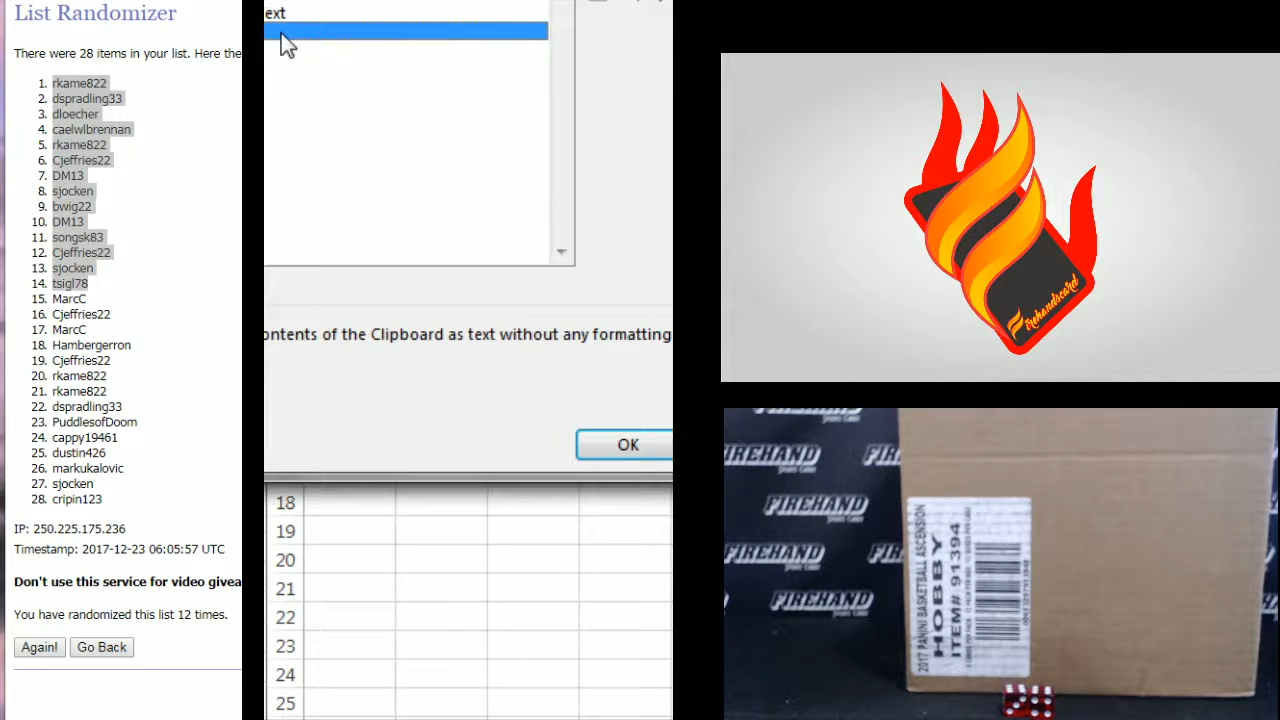 List Randomizer
There were 28 items in your list. Here the
1. rkame822
2. dspradling33
3. dloecher
4. caelwlbrennan
5. rkame822
6. Cjeffries22
7. DM13
8. sjocken
9. bwig22
10. DM13
11. songsk83
12. Cjeffries22
13. sjocken
14. tsigl78
15. MarcC
16. Cjeffries22
17. MarcC
18. Hambergerron
19. Cjeffries22
20. rkame822
21. rkame822
22. dspradling33
23. PuddlesofDoom
24. cappy19461
25. dustin426
26. markukalovic
27. sjocken
28. cripin123
IP: 250.225.175.236
Timestamp: 2017-12-23 06:05:57 UTC
Don't use this service for video givea
You have randomized this list 12 times.
Again! Go Back
ext
ontents of the Clipboard as text without any formatting
OK
18
19
20
21
22
23
24
25
Firehandscard
FIREHAND
FIREHAND
FIREHAND
FIREHAND
2017 PANINI BASKETBALL ASCENSION
HOBBY
ITEM# 91394